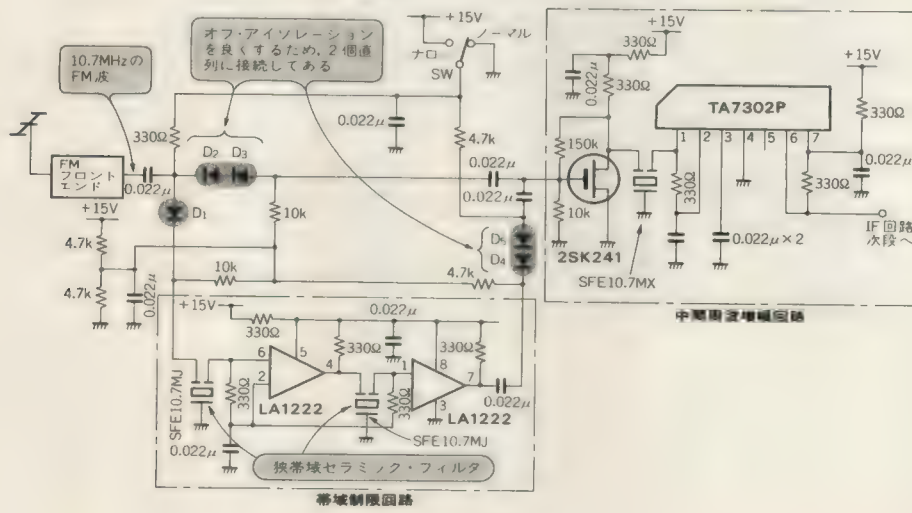 オフ・アイソレーション
を良くするため，2個直
列に接続してある
10.7MHzの
FM波
+15V
ナロ
ノーマル
SW
330Ω
0.022μ
D₂ D₃
4.7k
FM
フロント
エンド
0.022μ
+15V
D₁
10k
4.7k
4.7k
0.022μ
10k
0.022μ
0.022μ
D₅
D₄
4.7k
+15V
330Ω
0.022μ
330Ω
150k
10k
2SK241
SFE10.7MX
TA7302P
1
2
3
4
5
6
7
330Ω
0.022μ×2
+15V
330Ω
0.022μ
330Ω
IF回路
次段へ
中間周波増幅回路
+15V
330Ω
6
2
5
4
LA1222
330Ω
0.022μ
330Ω
1
8
3
7
LA1222
330Ω
330Ω
0.022μ
SFE10.7MJ
SFE10.7MJ
0.022μ
狭帯域セラミック・フィルタ
帯域制限回路